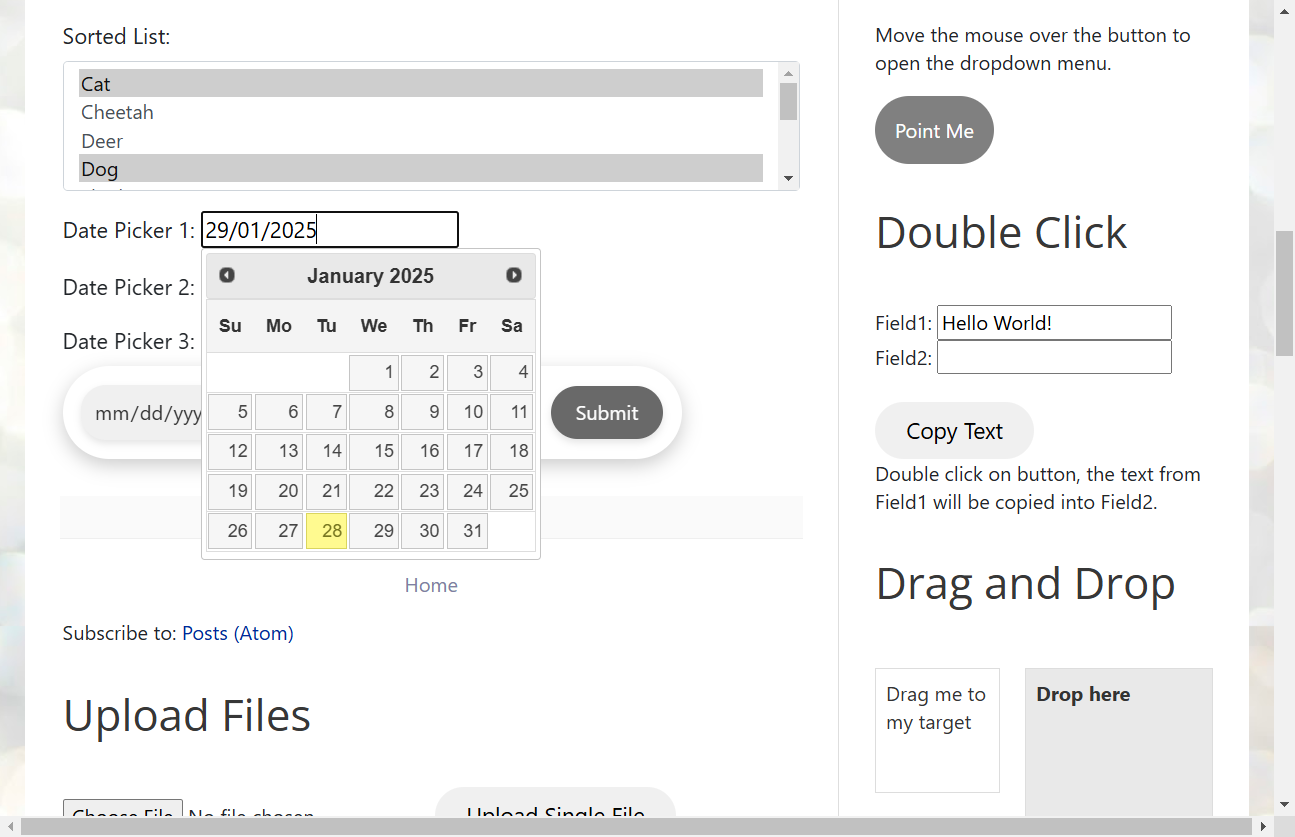 Sorted List:
Cat
Cheetah
Deer
Dog
Date Picker 1: 29/01/2025
January 2025
Su Mo Tu We Th Fr Sa
1 2 3 4
5 6 7 8 9 10 11
12 13 14 15 16 17 18
19 20 21 22 23 24 25
26 27 28 29 30 31
Date Picker 2:
Date Picker 3:
mm/dd/yyy
Submit
Home
Subscribe to: Posts (Atom)
Upload Files
Choose File No file chosen
Upload Single File
Move the mouse over the button to
open the dropdown menu.
Point Me
Double Click
Field1: Hello World!
Field2:
Copy Text
Double click on button, the text from
Field1 will be copied into Field2.
Drag and Drop
Drag me to
my target
Drop here